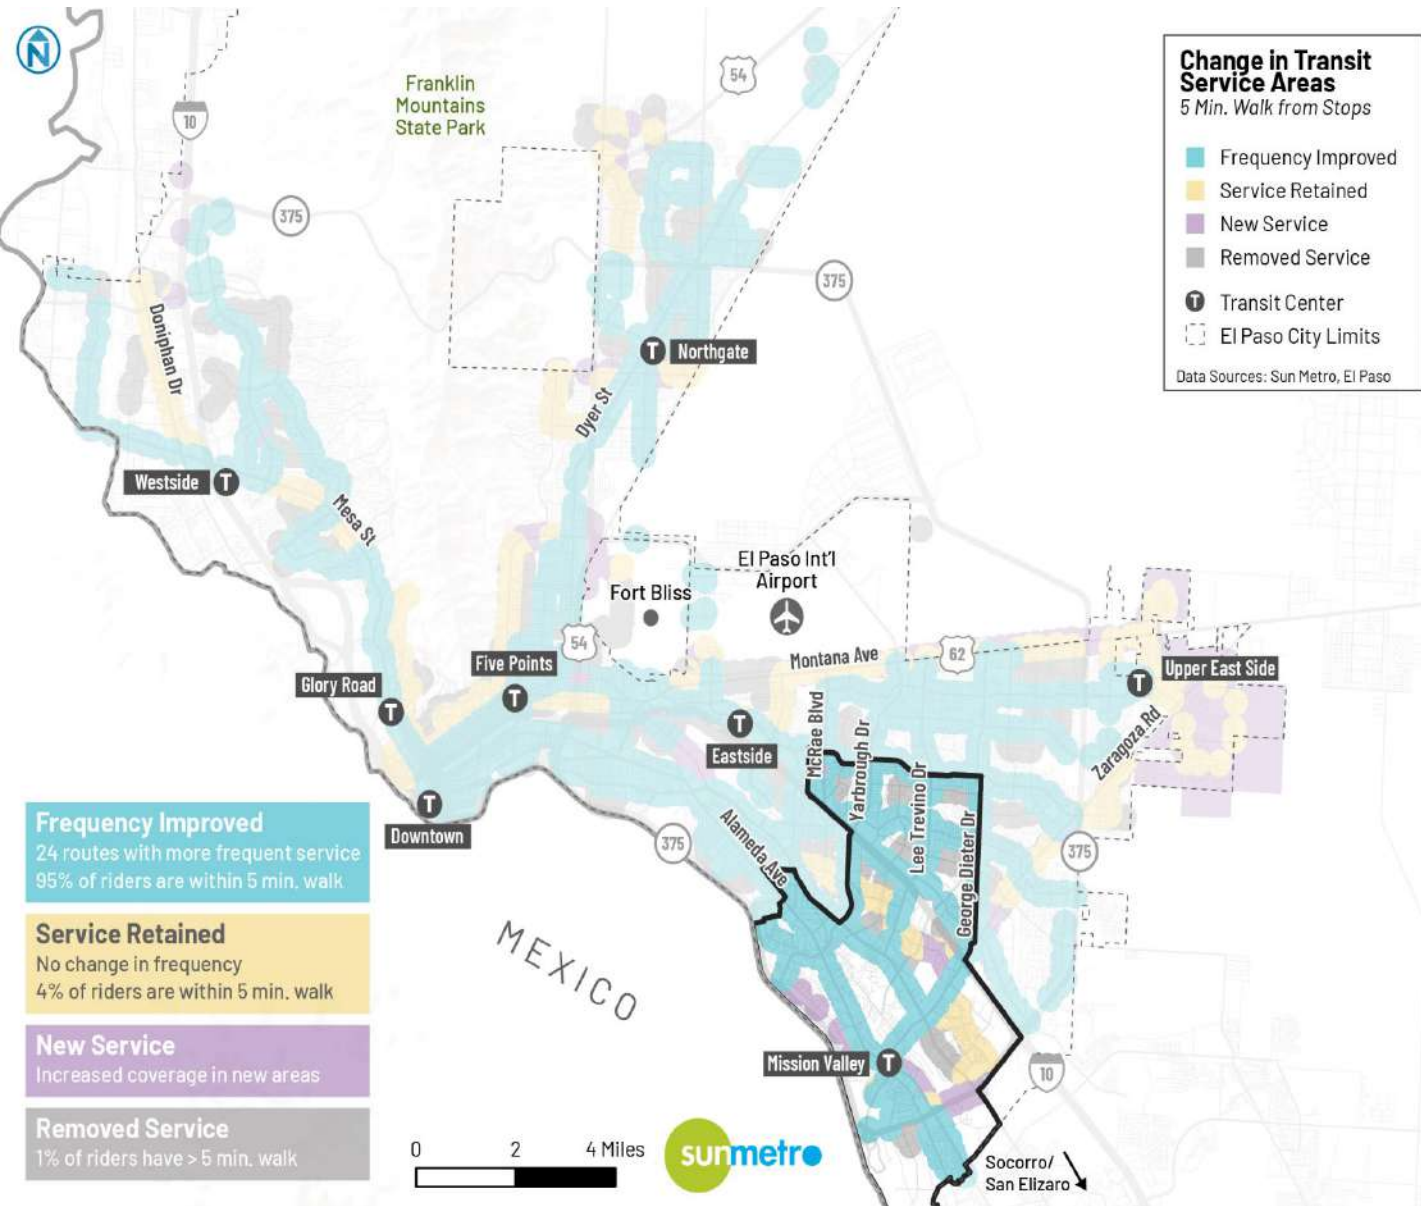 N
Franklin
Mountains
State Park
54
10
375
375
Change in Transit
Service Areas
5 Min. Walk from Stops
Frequency Improved
Service Retained
New Service
Removed Service
T Transit Center
El Paso City Limits
Data Sources: Sun Metro, El Paso
Doniphan Dr
T Northgate
Dyer St
Westside T
Mesa St
El Paso Int'l
Airport
Fort Bliss
54
Five Points
T
Glory Road
T
Montana Ave
62
Upper East Side
T
T
Eastside
McRae Blvd
Yarbrough Dr
Lee Trevino Dr
George Dieter Dr
Zaragoza Rd
T
Downtown
375
Alameda Ave
375
MEXICO
Mission Valley T
10
Socorro/
San Elizaro
Frequency Improved
24 routes with more frequent service
95% of riders are within 5 min. walk
Service Retained
No change in frequency
4% of riders are within 5 min. walk
New Service
Increased coverage in new areas
Removed Service
1% of riders have > 5 min. walk
0 2 4 Miles
sunmetro